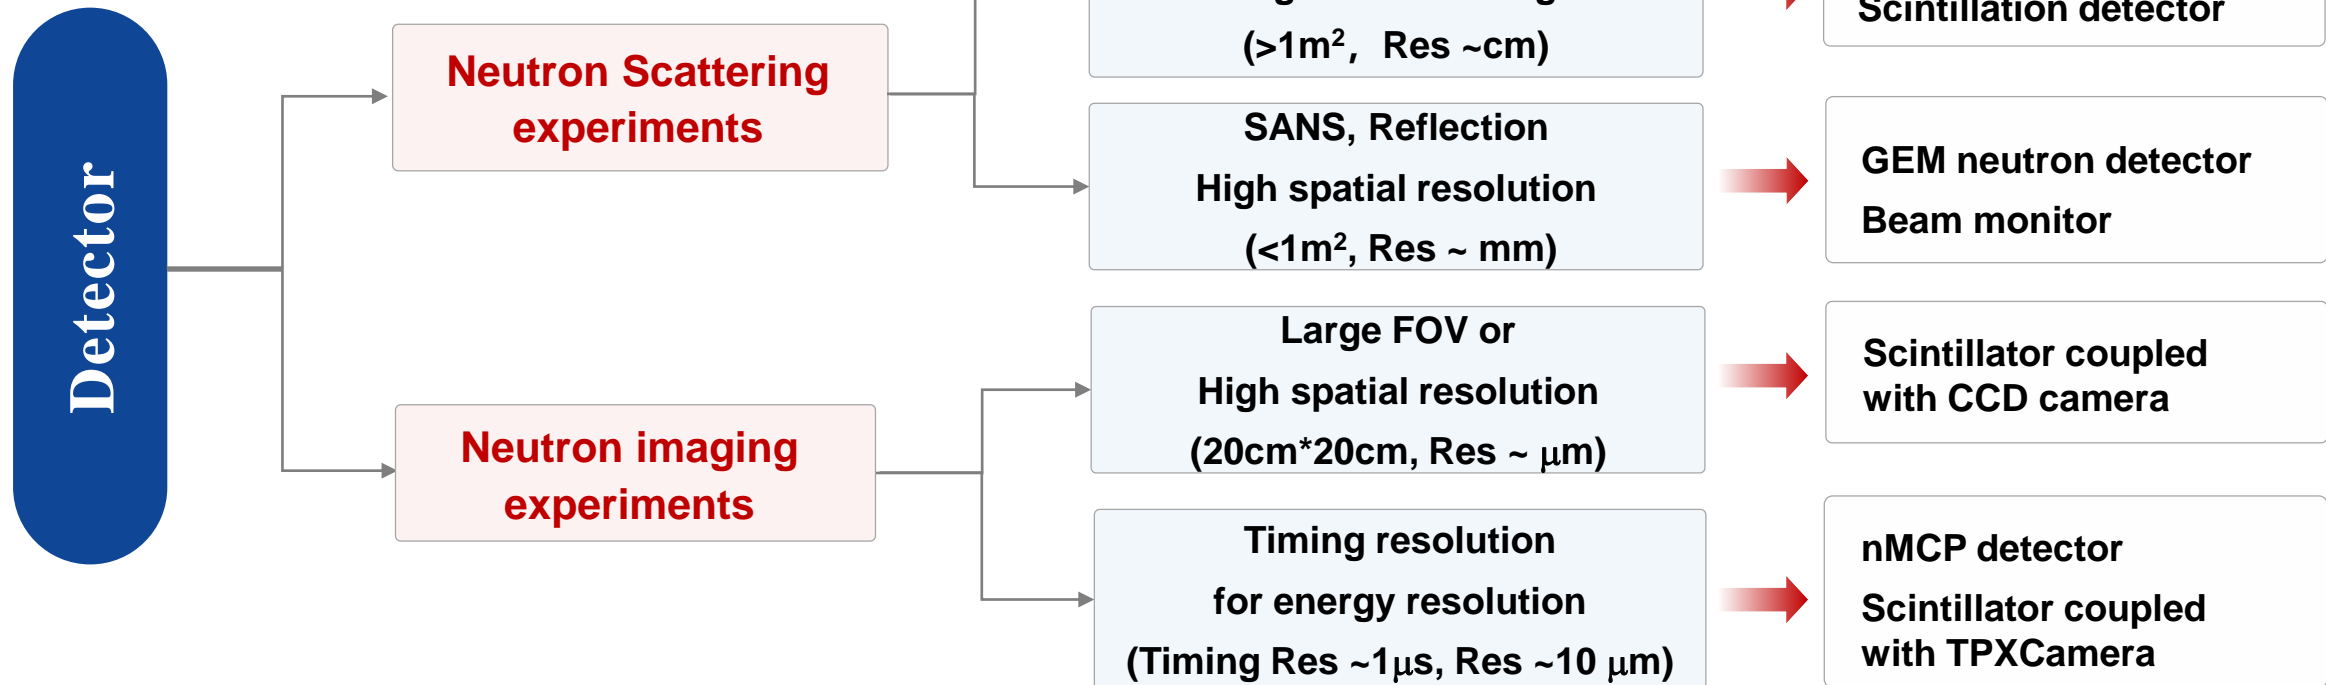 Detector
Neutron Scattering
experiments
(>1m², Res ~cm)
Scintillation detector
SANS, Reflection
High spatial resolution
(<1m², Res ~ mm)
GEM neutron detector
Beam monitor
Neutron imaging
experiments
Large FOV or
High spatial resolution
(20cm*20cm, Res ~ μm)
Scintillator coupled
with CCD camera
Timing resolution
for energy resolution
(Timing Res ~1μs, Res ~10 μm)
nMCP detector
Scintillator coupled
with TPXCamera